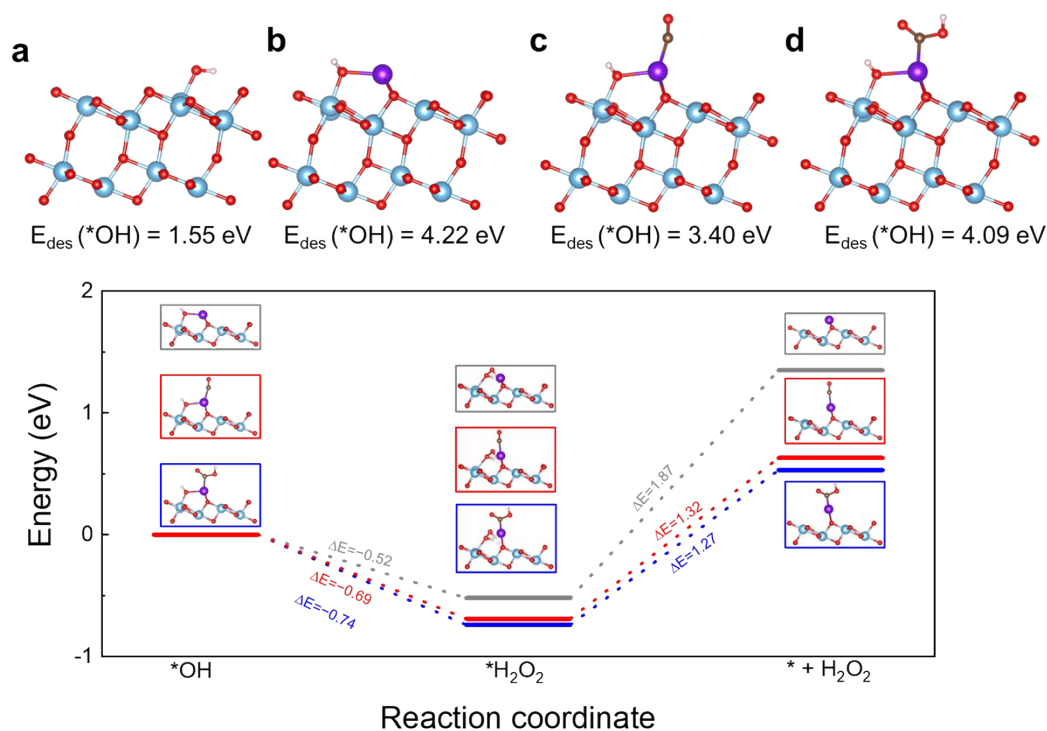 a
b
c
d
E_des (*OH) = 1.55 eV
E_des (*OH) = 4.22 eV
E_des (*OH) = 3.40 eV
E_des (*OH) = 4.09 eV
2
1
0
-1
Energy (eV)
ΔE=−0.52
ΔE=−0.69
ΔE=−0.74
ΔE=1.87
ΔE=1.32
ΔE=1.27
*OH
*H₂O₂
* + H₂O₂
Reaction coordinate